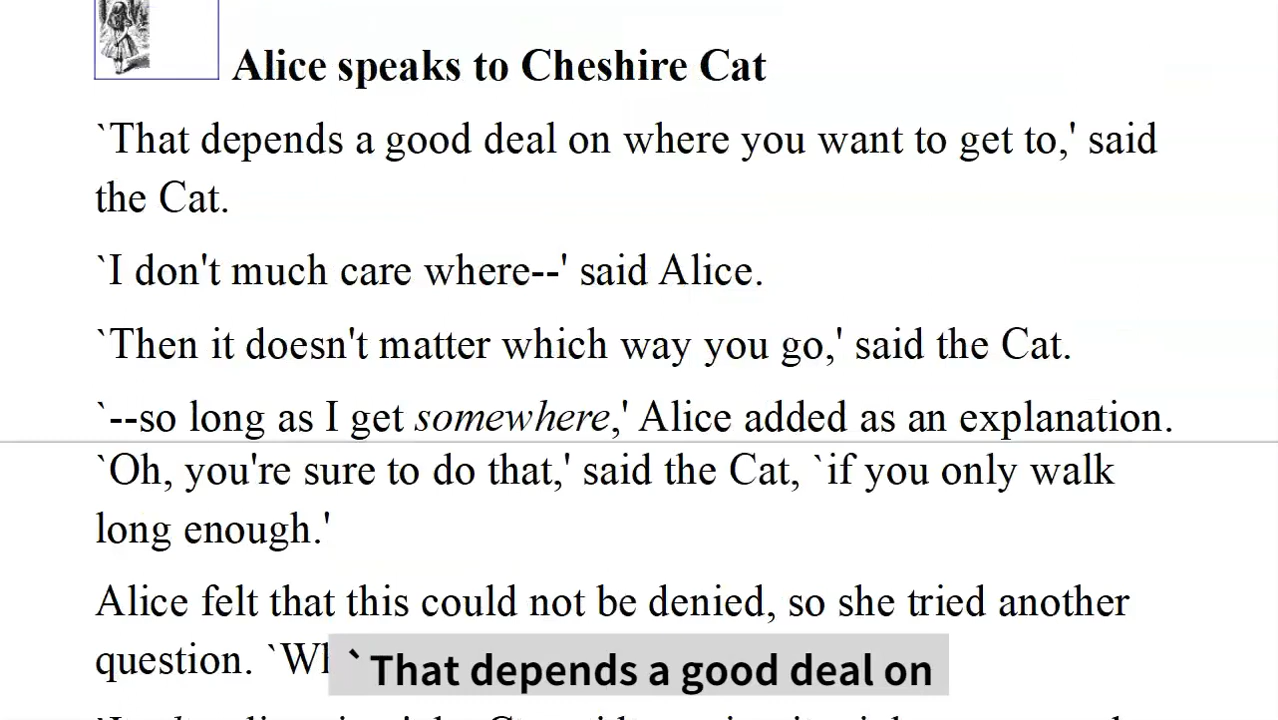 Alice speaks to Cheshire Cat
`That depends a good deal on where you want to get to,' said
the Cat.
`I don't much care where--' said Alice.
`Then it doesn't matter which way you go,' said the Cat.
`--so long as I get somewhere,' Alice added as an explanation.
`Oh, you're sure to do that,' said the Cat, `if you only walk
long enough.'
Alice felt that this could not be denied, so she tried another
question.
`That depends a good deal on